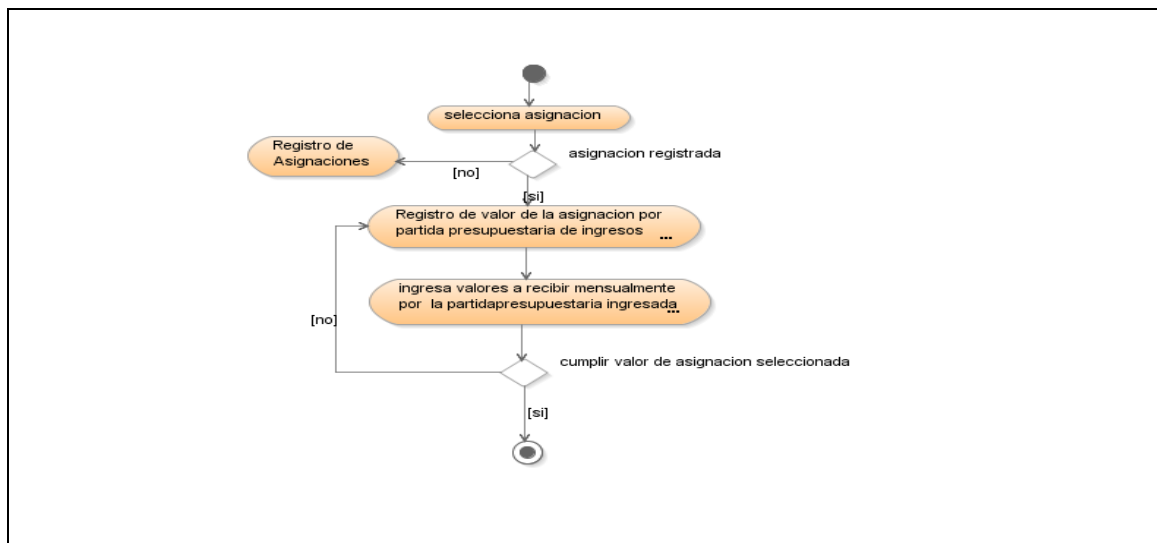 selecciona asignacion
asignacion registrada
Registro de
Asignaciones
[no]
[si]
Registro de valor de la asignacion por
partida presupuestaria de ingresos ...
ingresa valores a recibir mensualmente
por la partidapresupuestaria ingresada ...
[no]
cumplir valor de asignacion seleccionada
[si]